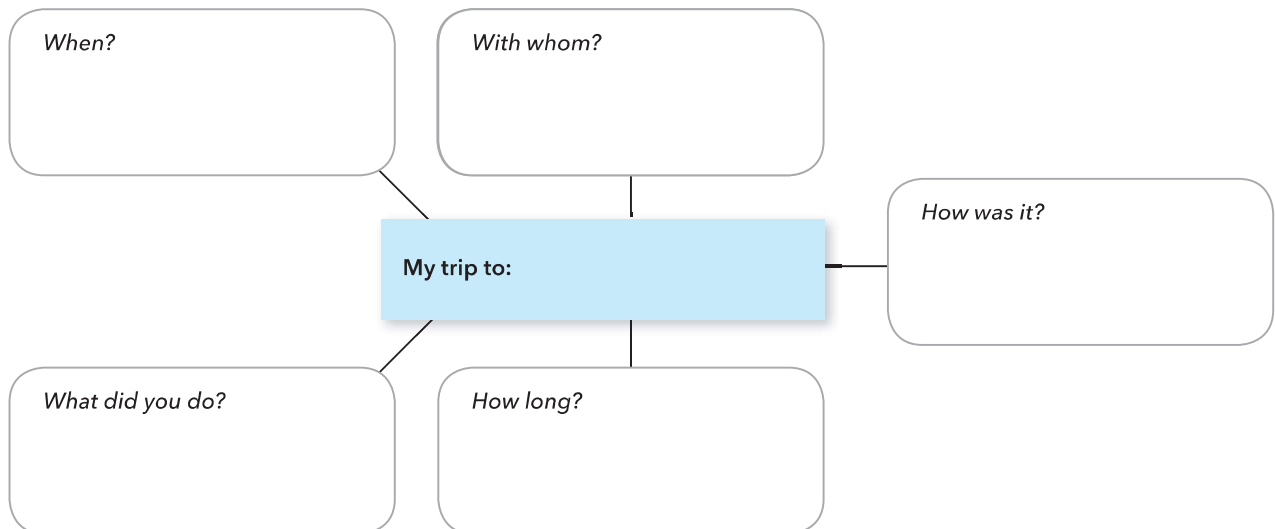 When?
With whom?
How was it?
My trip to:
What did you do?
How long?